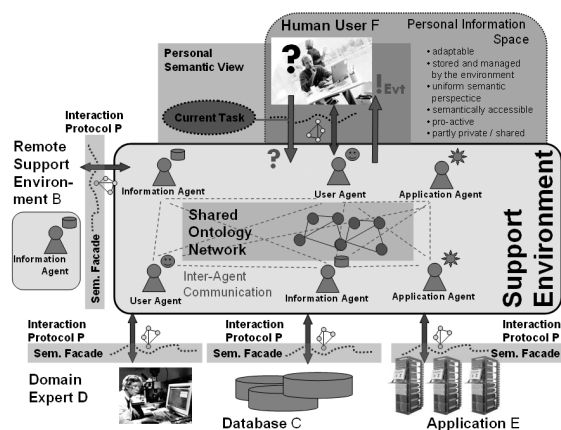 Human User F
Personal Information
Space
• adaptable
• stored and managed
by the environment
• uniform semantic
perspectice
• semantically accessible
• pro-active
• partly private / shared
Personal
Semantic View
?
!
Evt
Current Task
?
Interaction
Protocol P
Remote
Support
Environ-
ment B
Information
Agent
Sem. Facade
Information Agent
User Agent
Application Agent
Shared
Ontology
Network
Inter-Agent
Communication
User Agent
Information Agent
Application Agent
Support
Environment
Interaction
Protocol P
Sem. Facade
Interaction
Protocol P
Sem. Facade
Interaction
Protocol P
Sem. Facade
Domain
Expert D
Database C
Application E